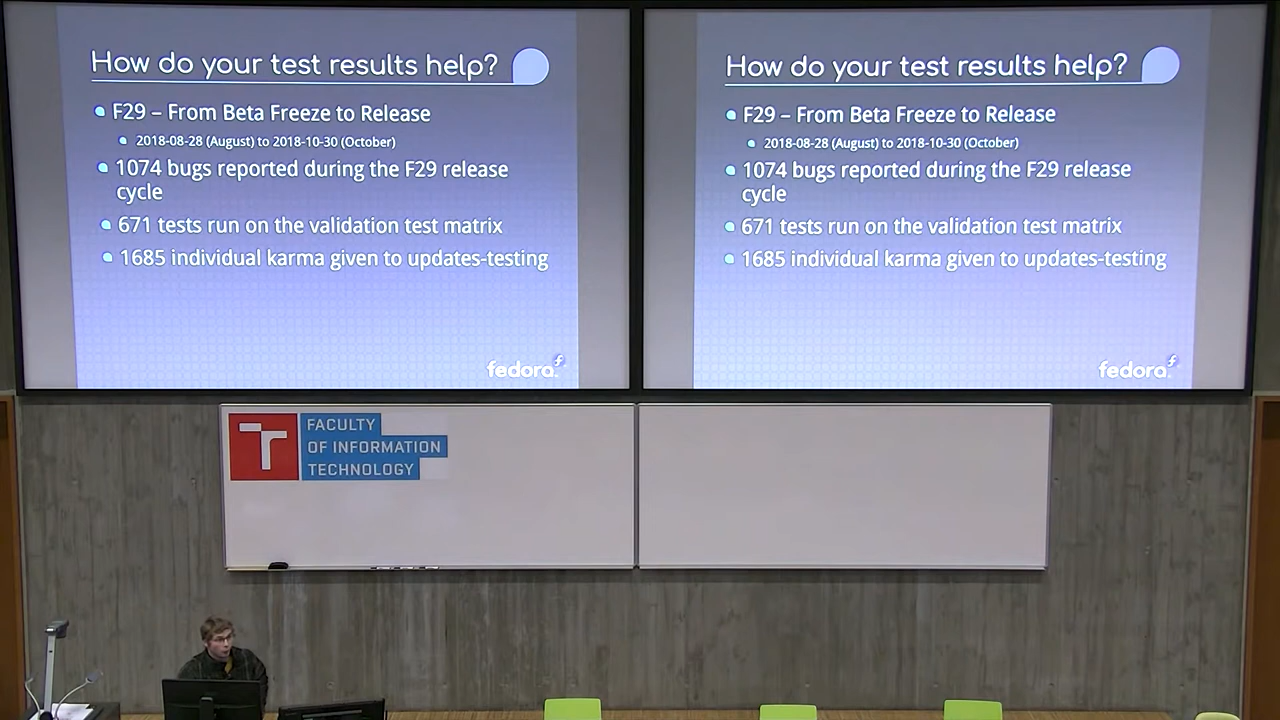 How do your test results help?
F29 – From Beta Freeze to Release
2018-08-28 (August) to 2018-10-30 (October)
1074 bugs reported during the F29 release
cycle
671 tests run on the validation test matrix
1685 individual karma given to updates-testing
fedora
How do your test results help?
F29 – From Beta Freeze to Release
2018-08-28 (August) to 2018-10-30 (October)
1074 bugs reported during the F29 release
cycle
671 tests run on the validation test matrix
1685 individual karma given to updates-testing
fedora
FACULTY
OF INFORMATION
TECHNOLOGY